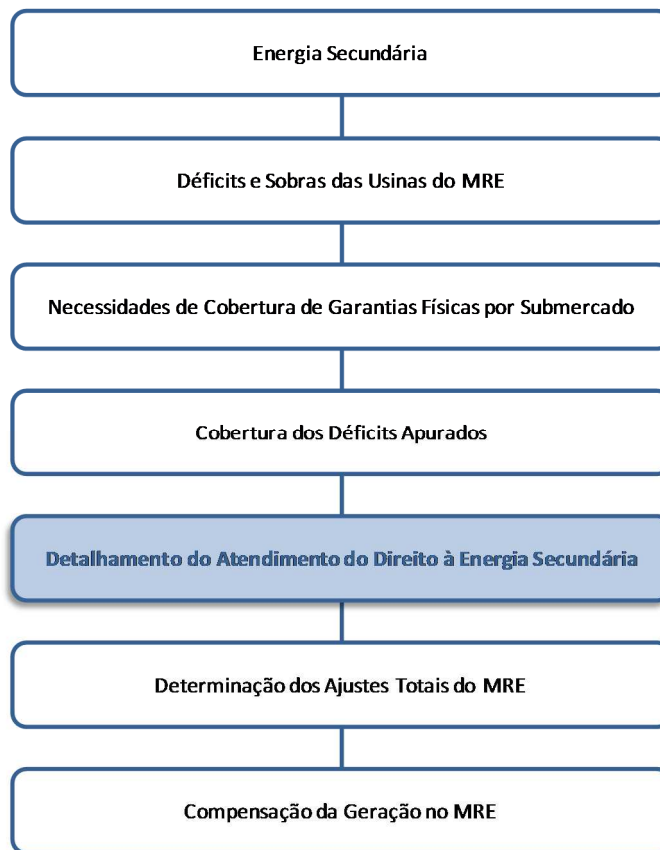 Energia Secundária
Déficits e Sobras das Usinas do MRE
Necessidades de Cobertura de Garantias Físicas por Submercado
Cobertura dos Déficits Apurados
Detalhamento do Atendimento do Direito à Energia Secundária
Determinação dos Ajustes Totais do MRE
Compensação da Geração no MRE